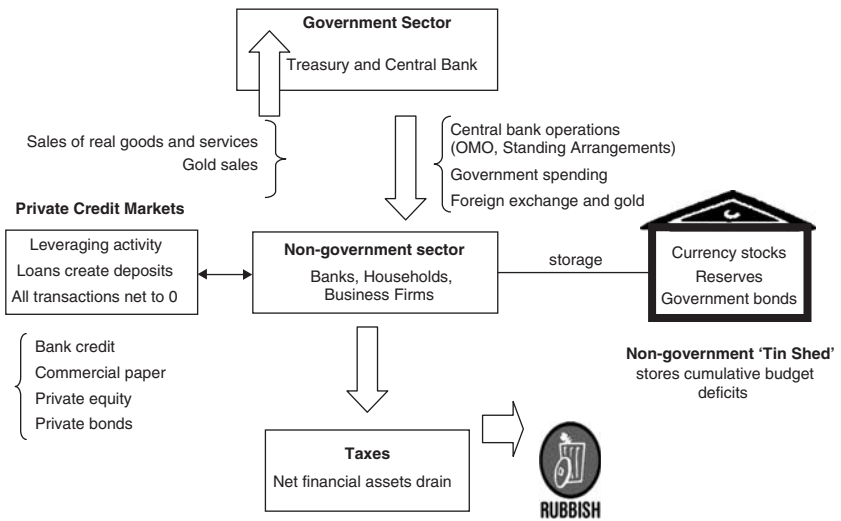 Government Sector
Treasury and Central Bank
Sales of real goods and services
Gold sales
Central bank operations
(OMO, Standing Arrangements)
Government spending
Foreign exchange and gold
Private Credit Markets
Leveraging activity
Loans create deposits
All transactions net to 0
Non-government sector
Banks, Households,
Business Firms
storage
Currency stocks
Reserves
Government bonds
Non-government 'Tin Shed'
stores cumulative budget
deficits
Bank credit
Commercial paper
Private equity
Private bonds
Taxes
Net financial assets drain
RUBBISH